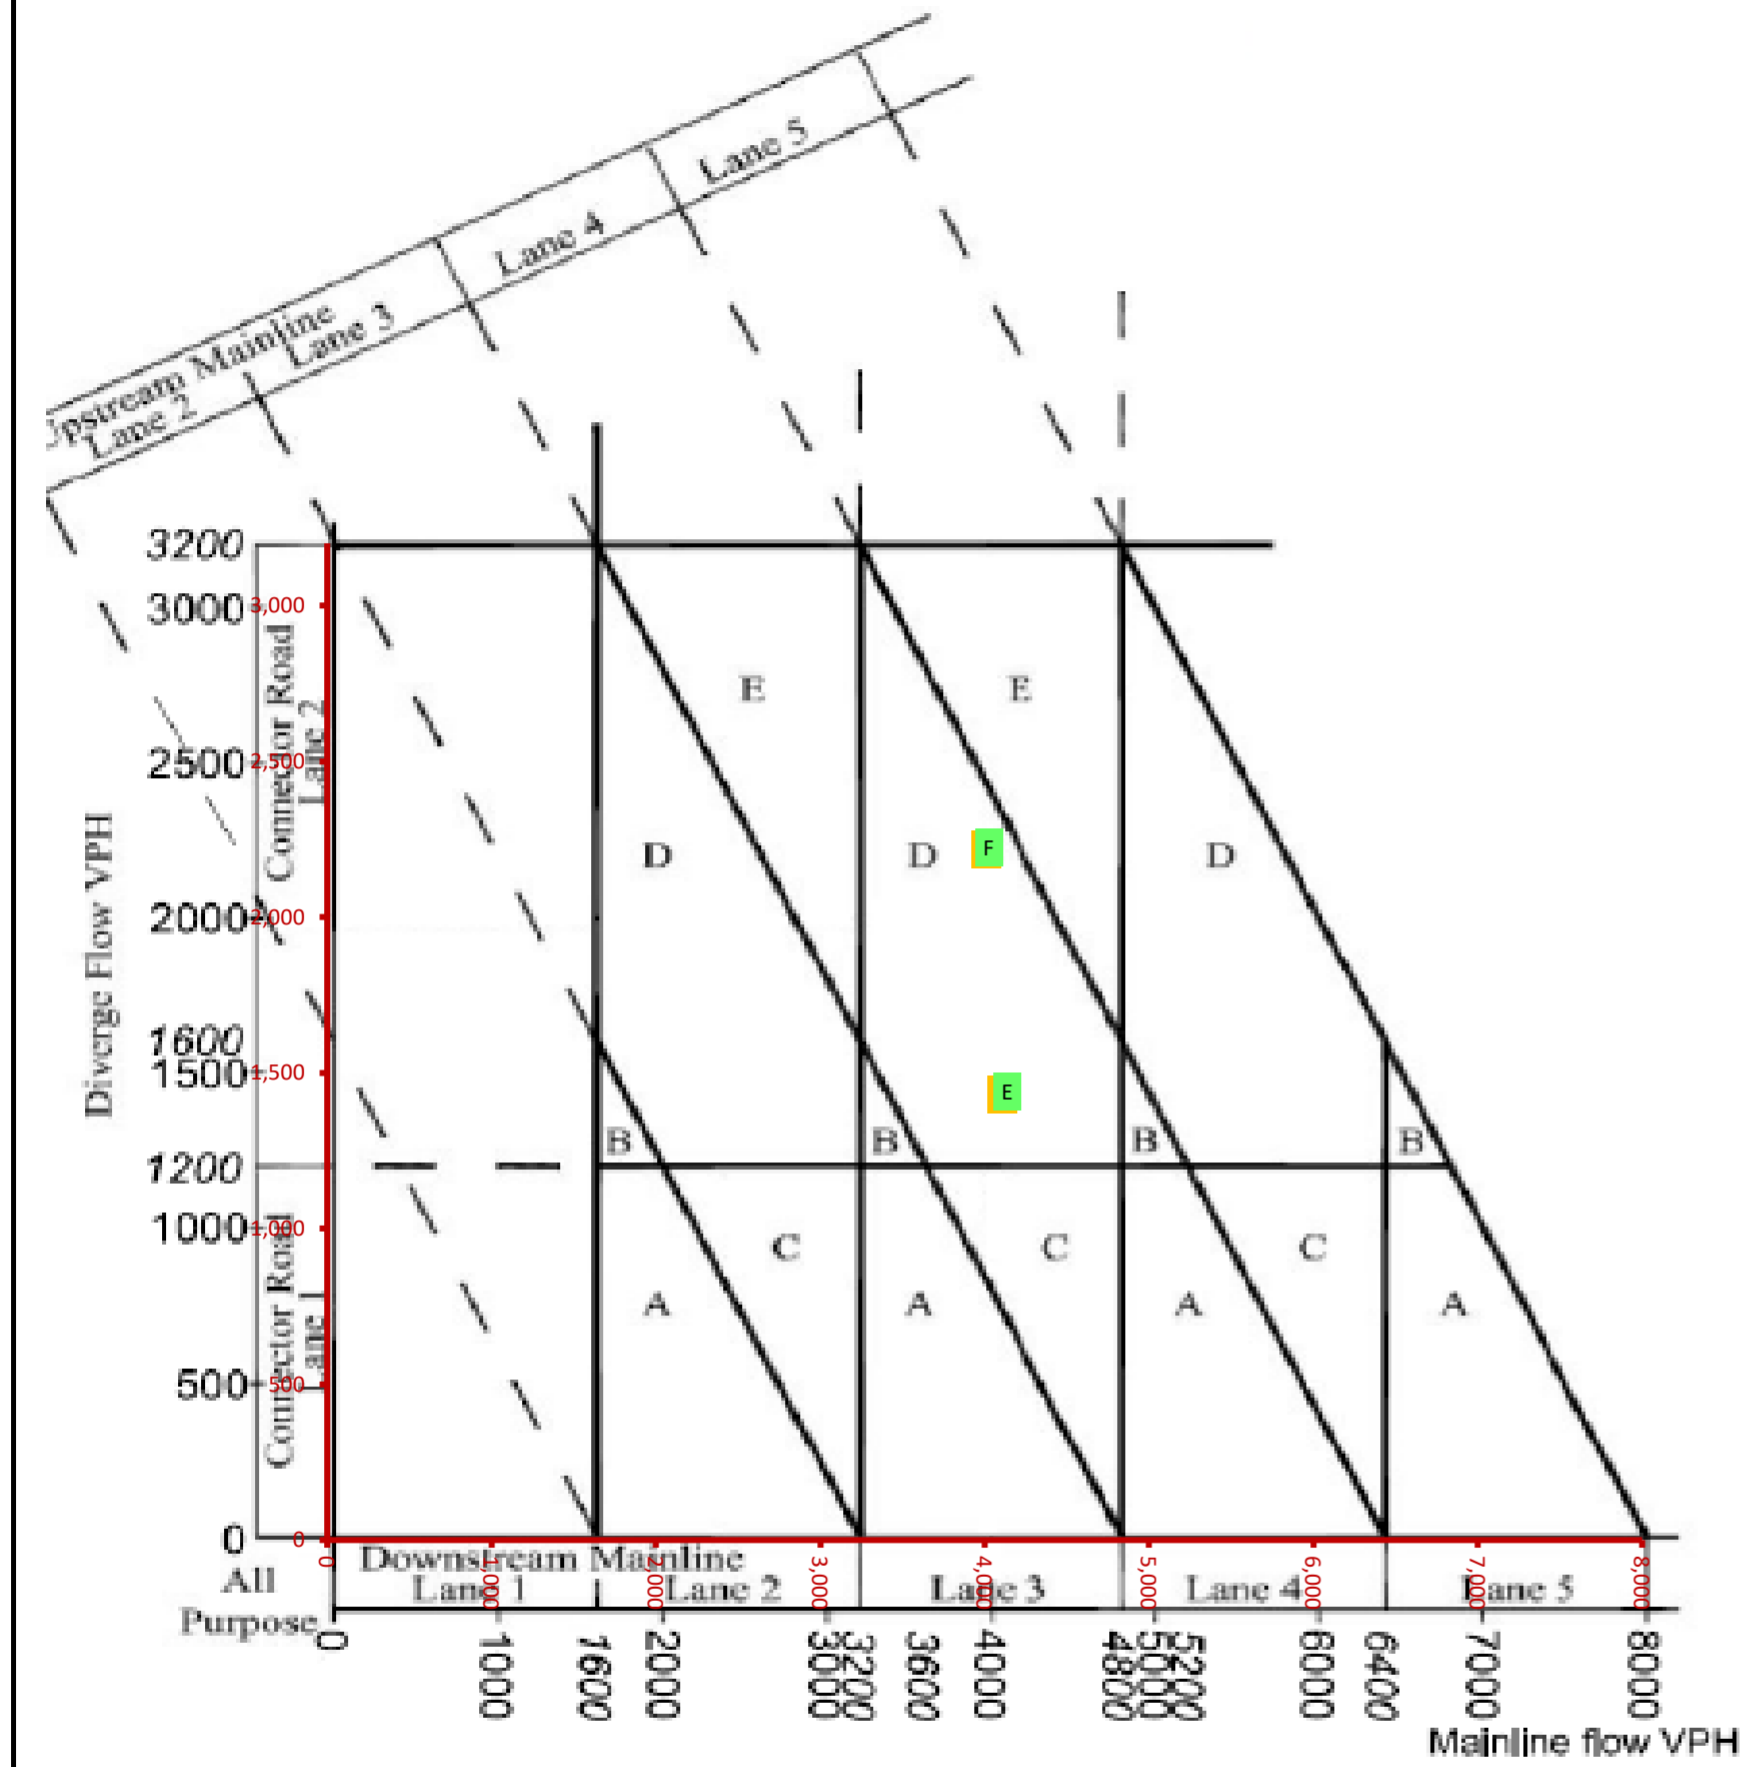 Lane 5
Lane 4
Upstream Mainline
Lane 3
Lane 2
3200
3000
3,000
Connector Road
Lane 2
2500
2,500
E
E
D
D
F
D
Diverge Flow VPH
2000
2,000
1600
1500
1,500
E
B
B
B
B
1200
1000
1,000
Connector Road
Lane 1
C
C
C
A
A
A
A
500
500
0
0
Downstream Mainline
All
Purpose
Lane 1
Lane 2
Lane 3
Lane 4
Lane 5
0
1,000
2,000
3,000
4,000
5,000
6,000
7,000
8,000
0
1000
1600
2000
3000
3200
3600
4000
4800
5000
5200
6000
6400
7000
8000
Mainline flow VPH